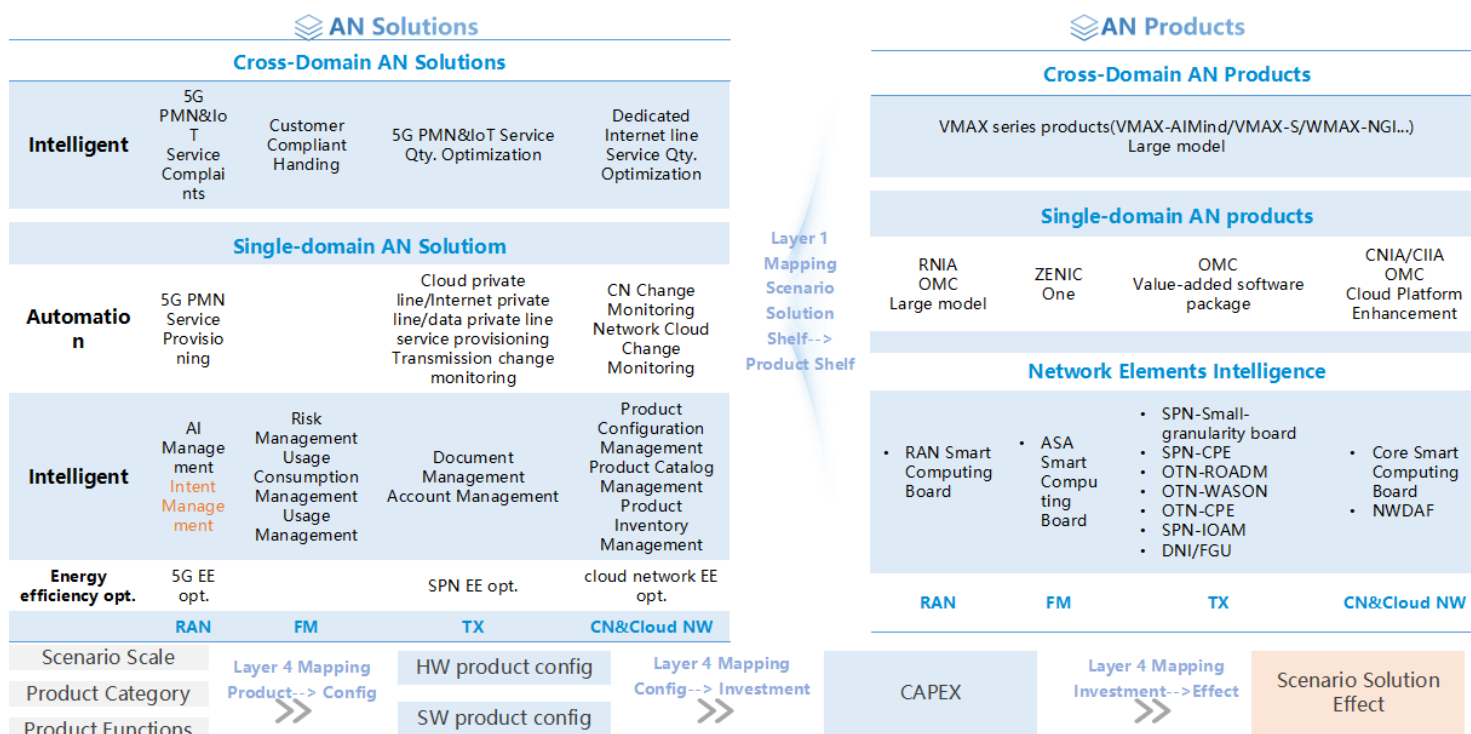 AN Solutions
Cross-Domain AN Solutions
Intelligent
5G
PMN&Io
T
Service
Complai
nts
Customer
Compliant
Handing
5G PMN&IoT Service
Qty. Optimization
Dedicated
Internet line
Service Qty.
Optimization
Single-domain AN Solutiom
Automatio
n
5G PMN
Service
Provisio
ning
Cloud private
line/Internet private
line/data private line
service provisioning
Transmission change
monitoring
CN Change
Monitoring
Network Cloud
Change
Monitoring
Intelligent
AI
Manage
ment
Intent
Manage
ment
Risk
Management
Usage
Consumption
Management
Usage
Management
Document
Management
Account Management
Product
Configuration
Management
Product Catalog
Management
Product
Inventory
Management
Energy
efficiency opt.
5G EE
opt.
SPN EE opt.
cloud network EE
opt.
RAN
FM
TX
CN&Cloud NW
Layer 1
Mapping
Scenario
Solution
Shelf-->
Product Shelf
AN Products
Cross-Domain AN Products
VMAX series products(VMAX-AIMind/VMAX-S/WMAX-NGI...)
Large model
Single-domain AN products
RNIA
OMC
Large model
ZENIC
One
OMC
Value-added software
package
CNIA/CIIA
OMC
Cloud Platform
Enhancement
Network Elements Intelligence
• RAN Smart
Computing
Board
• ASA
Smart
Compu
ting
Board
• SPN-Small-
granularity board
• SPN-CPE
• OTN-ROADM
• OTN-WASON
• OTN-CPE
• SPN-IOAM
• DNI/FGU
• Core Smart
Computing
Board
• NWDAF
RAN
FM
TX
CN&Cloud NW
Scenario Scale
Product Category
Product Functions
Layer 4 Mapping
Product--> Config
HW product config
SW product config
Layer 4 Mapping
Config--> Investment
CAPEX
Layer 4 Mapping
Investment-->Effect
Scenario Solution
Effect